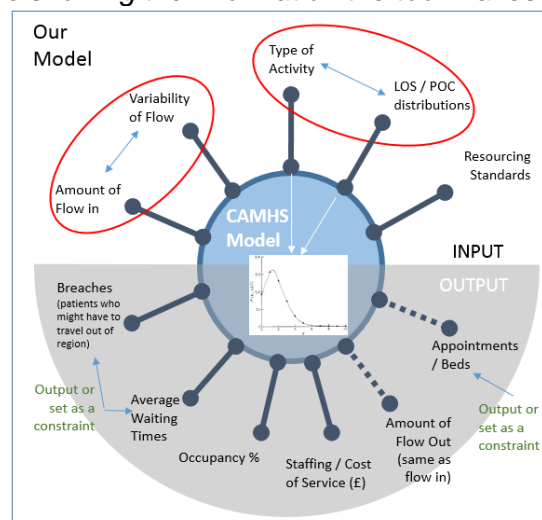 Our
Model
Type of
Activity
LOS / POC
distributions
Variability
of Flow
Amount of
Flow in
Resourcing
Standards
CAMHS
Model
INPUT
OUTPUT
Breaches
(patients who
might have to
travel out of
region)
Appointments
/ Beds
Output or
set as a
constraint
Average
Waiting
Times
Occupancy %
Staffing / Cost
of Service (£)
Amount of
Flow Out
(same as
flow in)
Output or
set as a
constraint